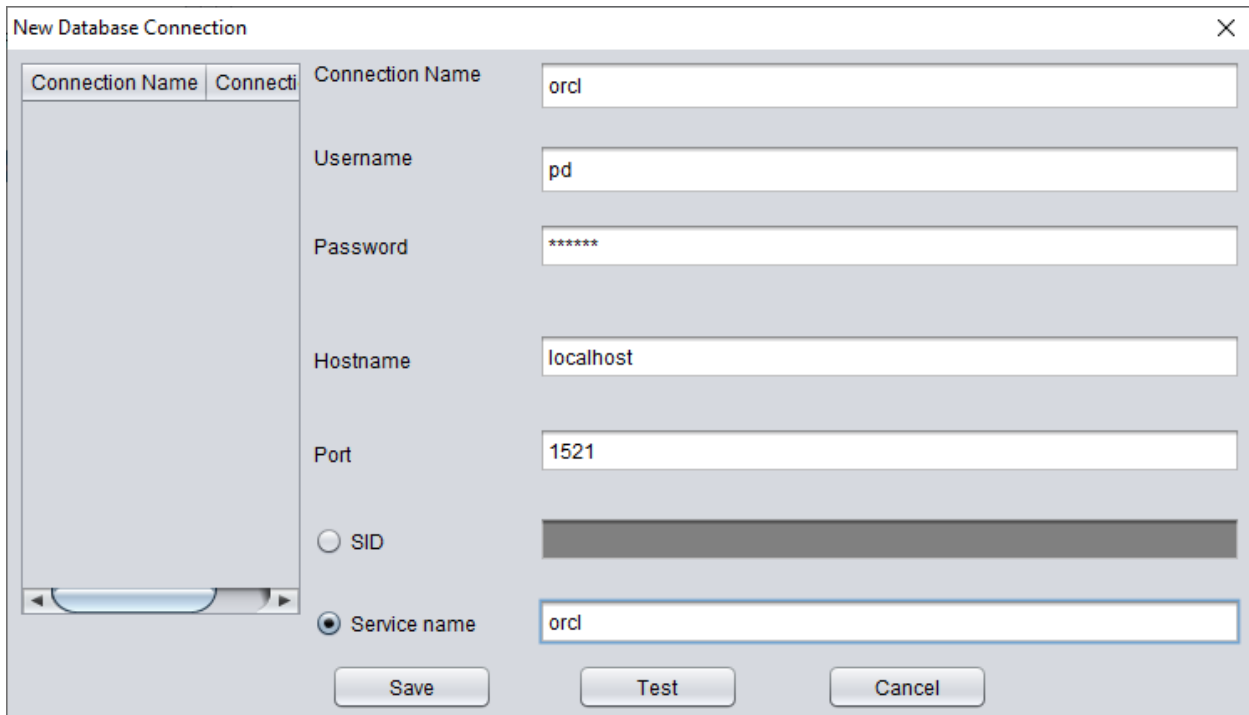 New Database Connection
Connection Name Connecti
Connection Name orcl
Username pd
Password ******
Hostname localhost
Port 1521
SID
Service name orcl
Save Test Cancel